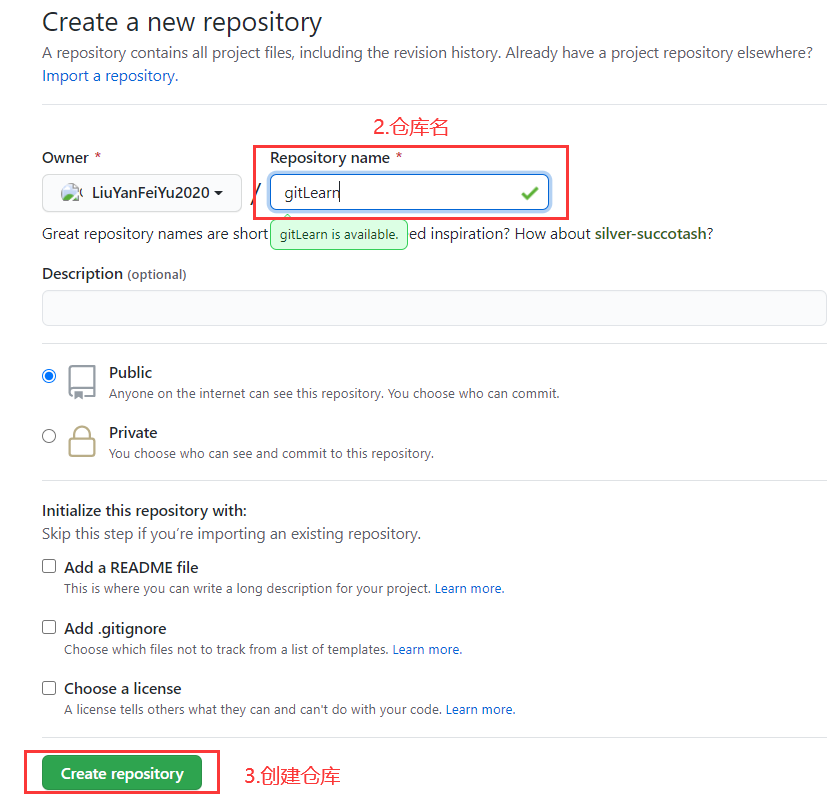 Create a new repository
A repository contains all project files, including the revision history. Already have a project repository elsewhere?
Import a repository.
2.仓库名
Owner *
Repository name *
LiuYanFeiYu2020
/
gitLearn
Great repository names are short
gitLearn is available.
ed inspiration? How about silver-succotash?
Description (optional)
Public
Anyone on the internet can see this repository. You choose who can commit.
Private
You choose who can see and commit to this repository.
Initialize this repository with:
Skip this step if you’re importing an existing repository.
Add a README file
This is where you can write a long description for your project. Learn more.
Add .gitignore
Choose which files not to track from a list of templates. Learn more.
Choose a license
A license tells others what they can and can't do with your code. Learn more.
Create repository
3.创建仓库